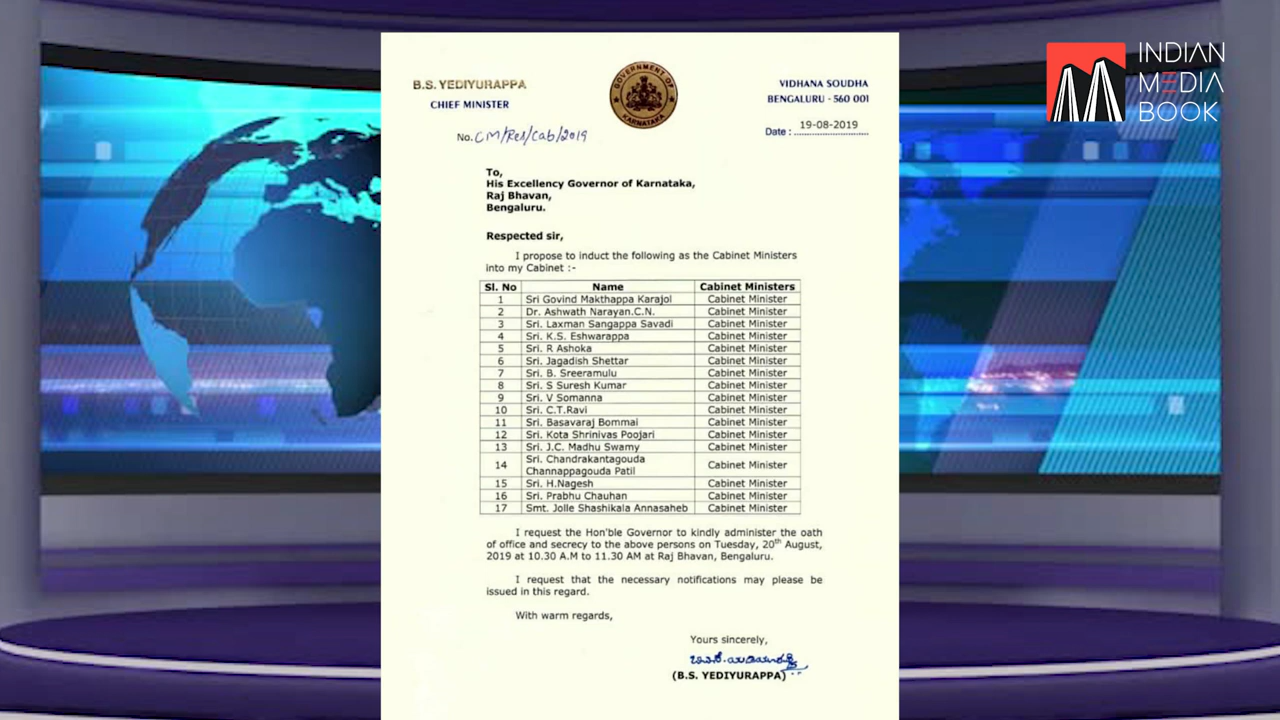 INDIAN
MEDIA
BOOK
B.S. YEDIYURAPPA
CHIEF MINISTER
No. CM/Res/Cab/2019
GOVERNMENT OF
KARNATAKA
VIDHANA SOUDHA
BENGALURU - 560 001
Date : 19-08-2019
To,
His Excellency Governor of Karnataka,
Raj Bhavan,
Bengaluru.
Respected sir,
I propose to induct the following as the Cabinet Ministers
into my Cabinet :-
Sl. No Name Cabinet Ministers
1 Sri Govind Makthappa Karajol Cabinet Minister
2 Dr. Ashwath Narayan.C.N. Cabinet Minister
3 Sri. Laxman Sangappa Savadi Cabinet Minister
4 Sri. K.S. Eshwarappa Cabinet Minister
5 Sri. R Ashoka Cabinet Minister
6 Sri. Jagadish Shettar Cabinet Minister
7 Sri. B. Sreeramulu Cabinet Minister
8 Sri. S Suresh Kumar Cabinet Minister
9 Sri. V Somanna Cabinet Minister
10 Sri. C.T.Ravi Cabinet Minister
11 Sri. Basavaraj Bommai Cabinet Minister
12 Sri. Kota Shrinivas Poojari Cabinet Minister
13 Sri. J.C. Madhu Swamy Cabinet Minister
14 Sri. Chandrakantagouda
Channappagouda Patil Cabinet Minister
15 Sri. H.Nagesh Cabinet Minister
16 Sri. Prabhu Chauhan Cabinet Minister
17 Smt. Jolle Shashikala Annasaheb Cabinet Minister
I request the Hon'ble Governor to kindly administer the oath
of office and secrecy to the above persons on Tuesday, 20th August,
2019 at 10.30 A.M to 11.30 AM at Raj Bhavan, Bengaluru.
I request that the necessary notifications may please be
issued in this regard.
With warm regards,
Yours sincerely,
(B.S. YEDIYURAPPA)